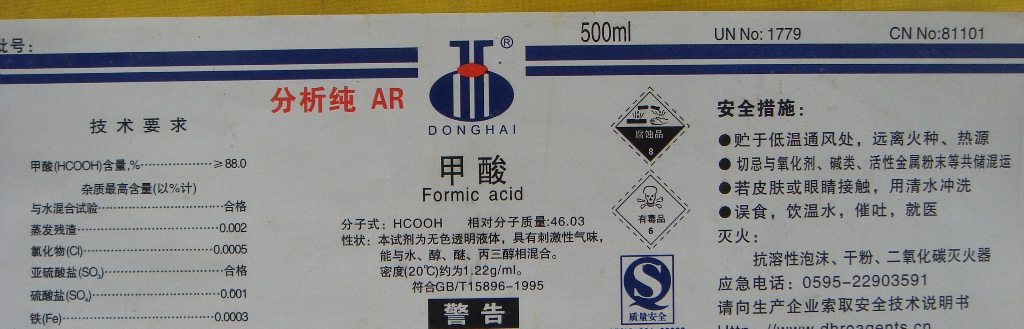 批号：
500ml
UN No: 1779
CN No:81101
分析纯 AR
®
DONGHAI
技 术 要 求
甲酸(HCOOH)含量,%················≥88.0
杂质最高含量(以%计)
与水混合试验·························合格
蒸发残渣·····························0.002
氯化物(Cl)···························0.0005
亚硫酸盐(SO₃)······················合格
硫酸盐(SO₄)·························0.001
铁(Fe)·······························0.0003
甲酸
Formic acid
分子式：HCOOH 相对分子质量:46.03
性状：本试剂为无色透明液体，具有刺激性气味，
能与水、醇、醚、丙三醇相混合。
密度(20℃)约为1.22g/ml。
符合GB/T15896-1995
警告
腐蚀品
8
有毒品
6
QS
质量安全
安全措施：
●贮于低温通风处，远离火种、热源
●切忌与氧化剂、碱类、活性金属粉末等共储混运
●若皮肤或眼睛接触，用清水冲洗
●误食，饮温水，催吐，就医
灭火：
抗溶性泡沫、干粉、二氧化碳灭火器
应急电话：0595-22903591
请向生产企业索取安全技术说明书
Http://www.dhreagents.cn